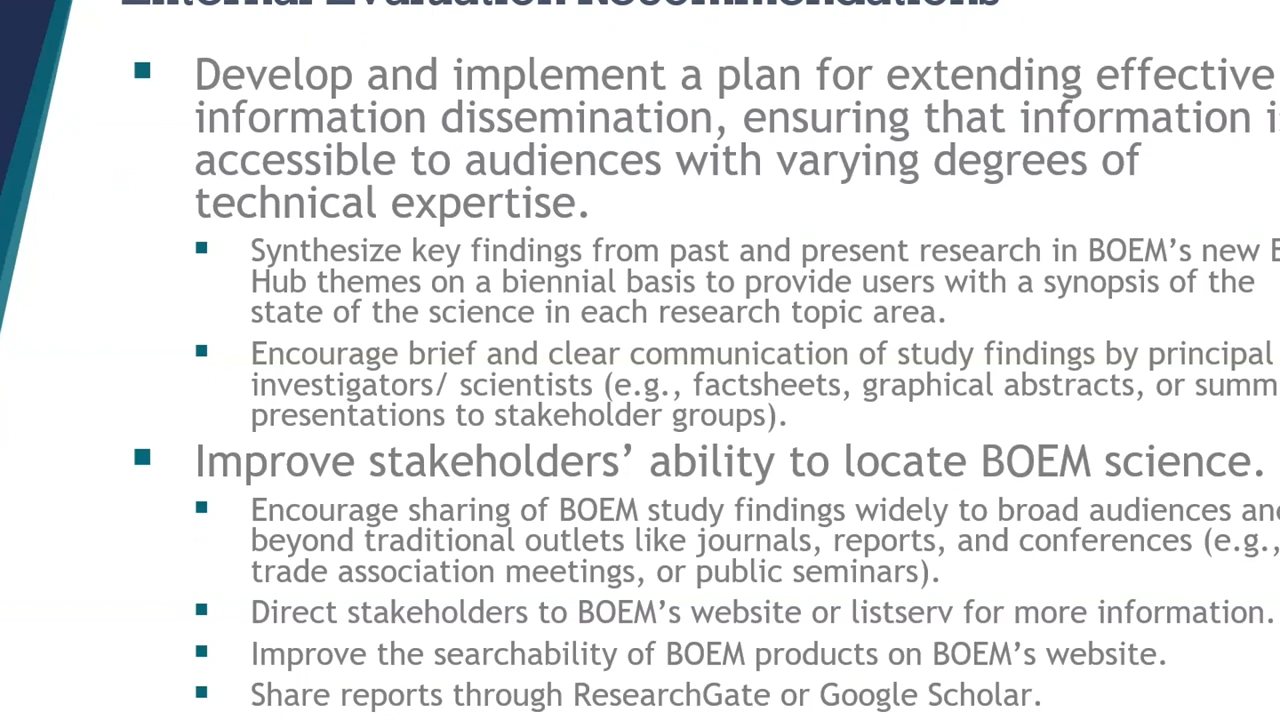 External Evaluation Recommendations
Develop and implement a plan for extending effective
information dissemination, ensuring that information
accessible to audiences with varying degrees of
technical expertise.
Synthesize key findings from past and present research in BOEM’s new
Hub themes on a biennial basis to provide users with a synopsis of the
state of the science in each research topic area.
Encourage brief and clear communication of study findings by principal
investigators/ scientists (e.g., factsheets, graphical abstracts, or summ
presentations to stakeholder groups).
Improve stakeholders’ ability to locate BOEM science.
Encourage sharing of BOEM study findings widely to broad audiences and
beyond traditional outlets like journals, reports, and conferences (e.g.,
trade association meetings, or public seminars).
Direct stakeholders to BOEM’s website or listserv for more information.
Improve the searchability of BOEM products on BOEM’s website.
Share reports through ResearchGate or Google Scholar.